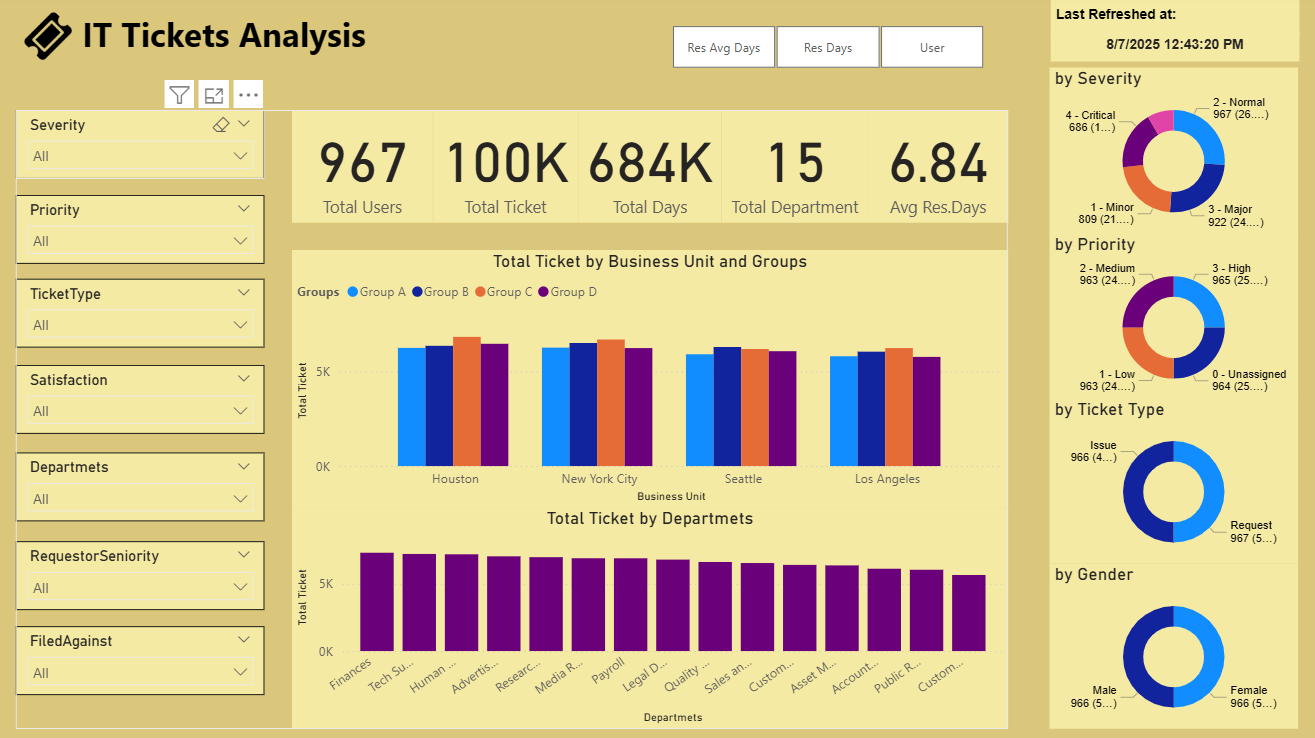 IT Tickets Analysis
Res Avg Days
Res Days
User
Last Refreshed at:
8/7/2025 12:43:20 PM
Severity
All
Priority
All
TicketType
All
Satisfaction
All
Departmets
All
RequestorSeniority
All
FiledAgainst
All
967
Total Users
100K
Total Ticket
684K
Total Days
15
Total Department
6.84
Avg Res.Days
Total Ticket by Business Unit and Groups
Groups Group A Group B Group C Group D
Total Ticket
5K
0K
Houston New York City Seattle Los Angeles
Business Unit
Total Ticket by Departmets
Total Ticket
5K
0K
Finances
Tech Su...
Human ...
Advertis...
Researc...
Media R...
Payroll
Legal D...
Quality ...
Sales an...
Custom...
Asset M...
Account...
Public R...
Custom...
Departmets
by Severity
2 - Normal
967 (26....)
4 - Critical
686 (1...)
1 - Minor
809 (21....)
3 - Major
922 (24....)
by Priority
2 - Medium
963 (24....)
3 - High
965 (25....)
1 - Low
963 (24....)
0 - Unassigned
964 (25....)
by Ticket Type
Issue
966 (4...)
Request
967 (5...)
by Gender
Male
966 (5...)
Female
966 (5...)